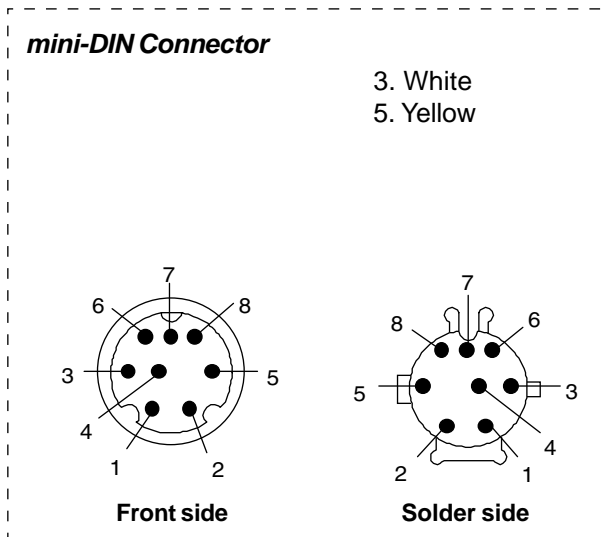 mini-DIN Connector
3. White
5. Yellow
7
6 8
3 5
4
1 2
Front side
7
8 6
5 3
4
2 1
Solder side